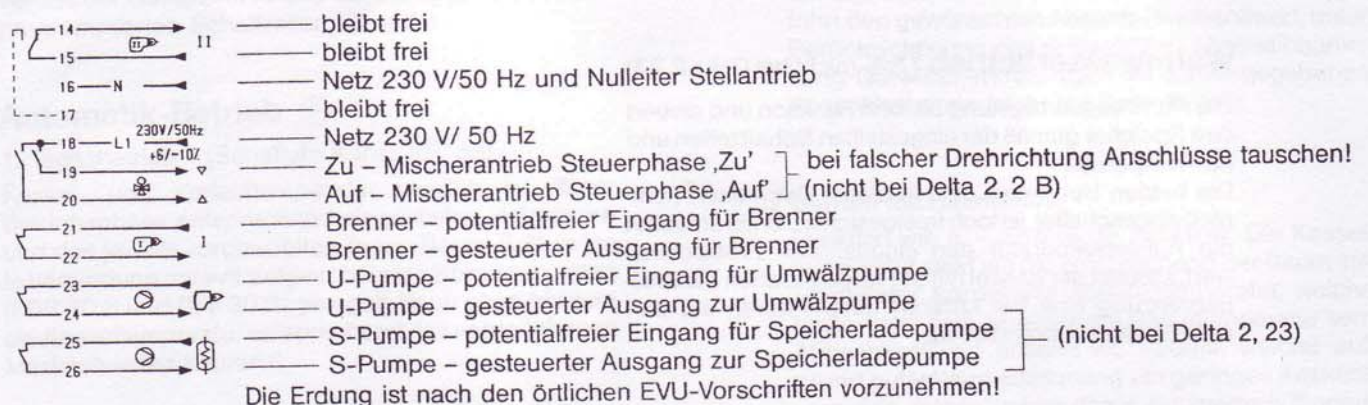 14 II bleibt frei
15 bleibt frei
16 N Netz 230 V/50 Hz und Nulleiter Stellantrieb
17 bleibt frei
18 L1 230V/50Hz +6/-10% Netz 230 V/ 50 Hz
19 Zu – Mischerantrieb Steuerphase ‚Zu' bei falscher Drehrichtung Anschlüsse tauschen!
20 Auf – Mischerantrieb Steuerphase ‚Auf' (nicht bei Delta 2, 2 B)
21 I Brenner – potentialfreier Eingang für Brenner
22 Brenner – gesteuerter Ausgang für Brenner
23 U-Pumpe – potentialfreier Eingang für Umwälzpumpe
24 U-Pumpe – gesteuerter Ausgang zur Umwälzpumpe
25 S-Pumpe – potentialfreier Eingang für Speicherladepumpe (nicht bei Delta 2, 23)
26 S-Pumpe – gesteuerter Ausgang zur Speicherladepumpe
Die Erdung ist nach den örtlichen EVU-Vorschriften vorzunehmen!